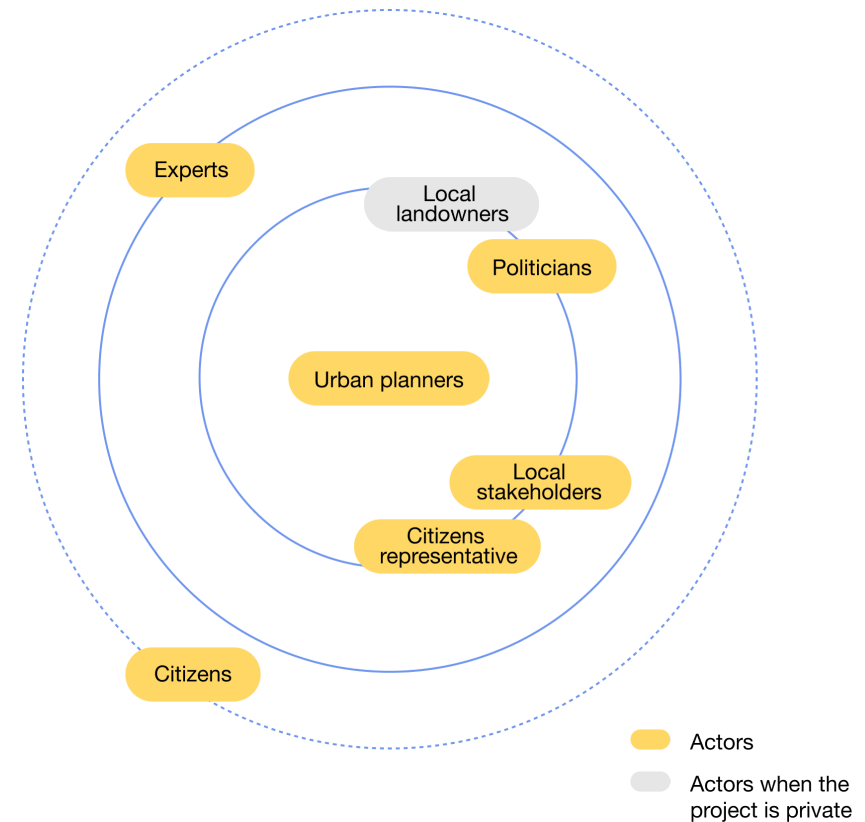 Experts
Local
landowners
Politicians
Urban planners
Local
stakeholders
Citizens
representative
Citizens
Actors
Actors when the
project is private